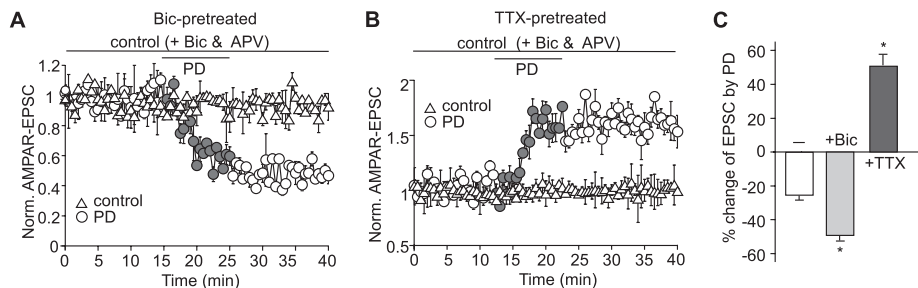 A
Bic-pretreated
control (+ Bic & APV)
PD
Norm. AMPAR-EPSC
1.2
1
0.8
0.6
0.4
0.2
0
control
PD
0 5 10 15 20 25 30 35 40
Time (min)
B
TTX-pretreated
control (+ Bic & APV)
PD
Norm. AMPAR-EPSC
2
1.5
1
0.5
control
PD
0 5 10 15 20 25 30 35 40
Time (min)
C
% change of EPSC by PD
60
40
20
0
-20
-40
-60
–
+Bic
+TTX
*
*